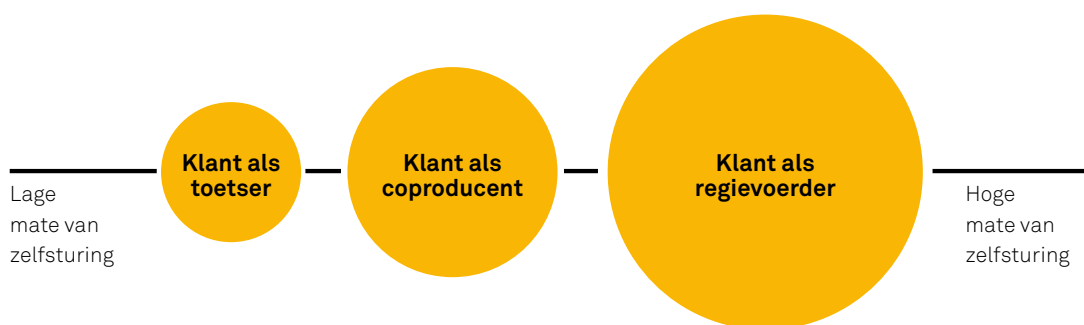 Klant als
toetser
Klant als
coproducent
Klant als
regievoerder
Lage
mate van
zelfsturing
Hoge
mate van
zelfsturing